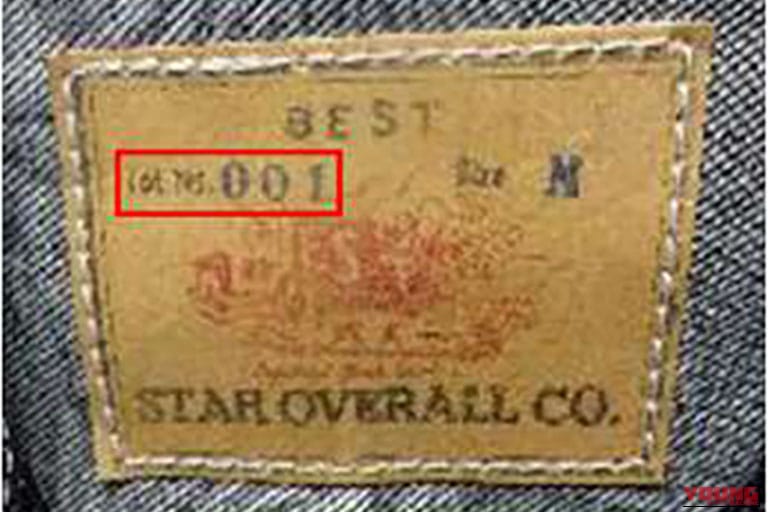 BEST
Lot No. 001 Size M
STAR OVERALL CO.
YOUNG